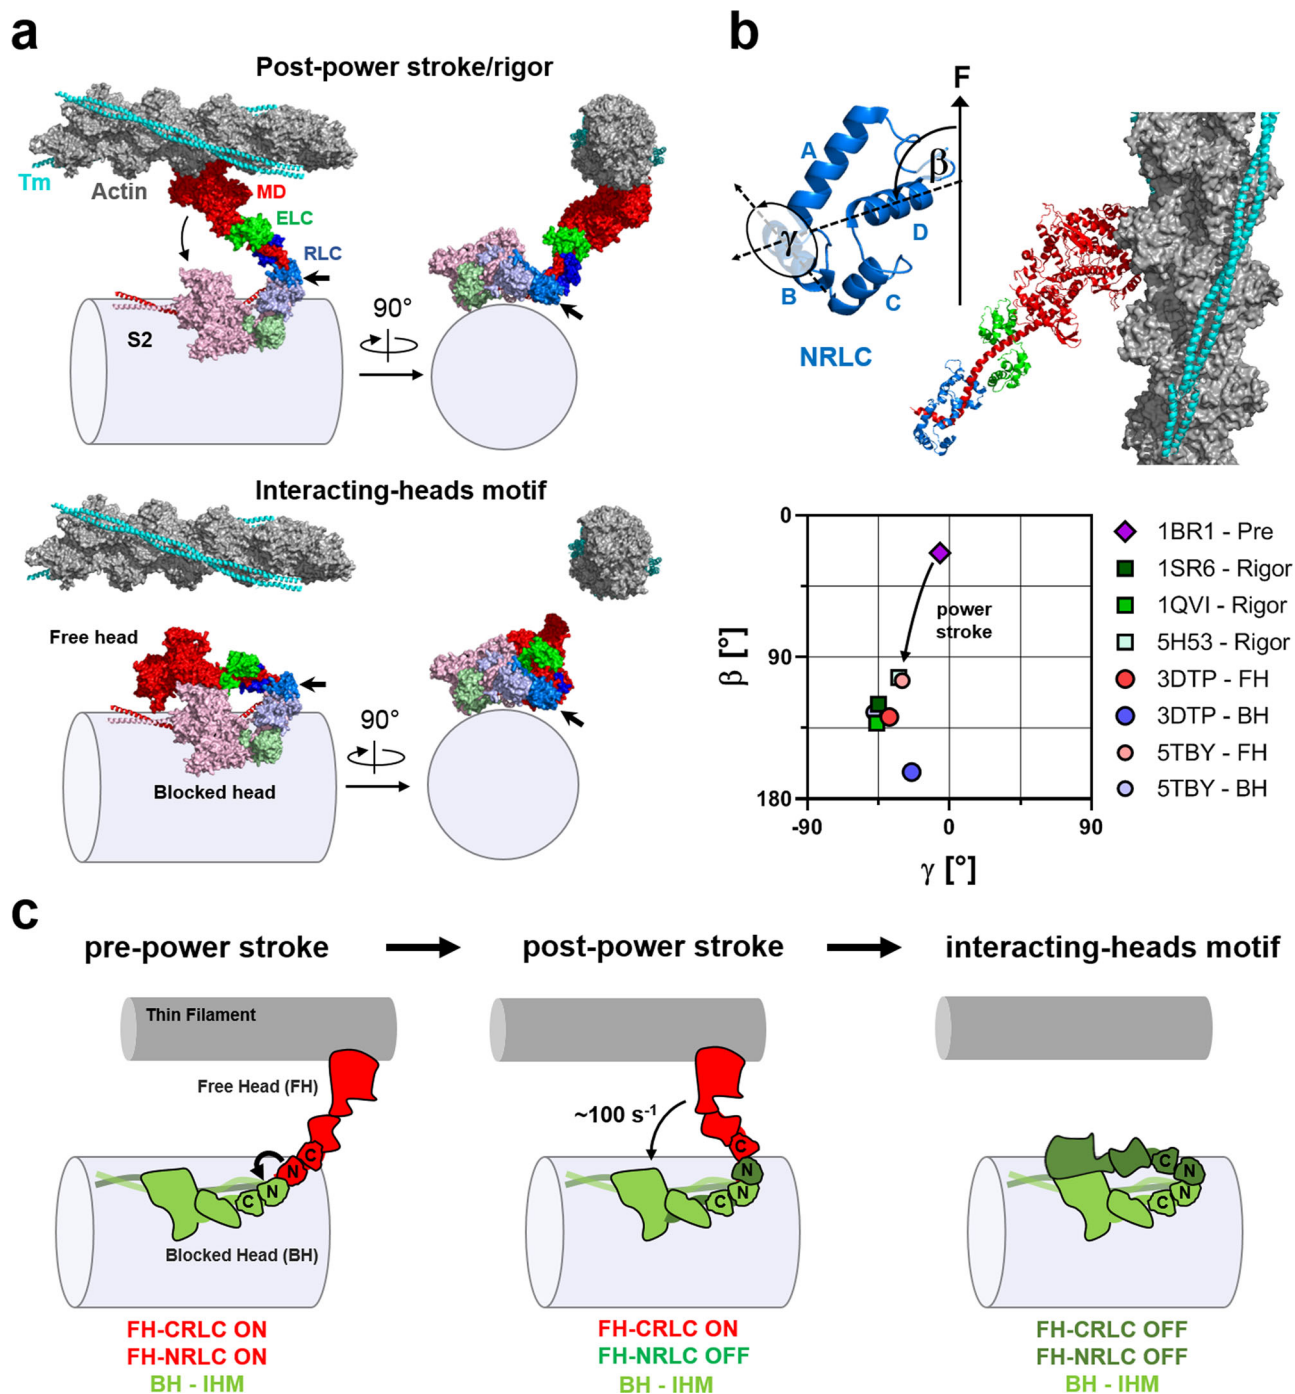 a
Post-power stroke/rigor
Tm
Actin
MD
ELC
RLC
S2
90°
Interacting-heads motif
Free head
90°
Blocked head
b
F
A
β
γ
D
B
C
NRLC
0
90
180
β [°]
-90
0
90
γ [°]
power
stroke
1BR1 - Pre
1SR6 - Rigor
1QVI - Rigor
5H53 - Rigor
3DTP - FH
3DTP - BH
5TBY - FH
5TBY - BH
c
pre-power stroke
post-power stroke
interacting-heads motif
Thin Filament
Free Head (FH)
C
N
N
C
Blocked Head (BH)
FH-CRLC ON
FH-NRLC ON
BH - IHM
~100 s⁻¹
C
N
N
C
FH-CRLC ON
FH-NRLC OFF
BH - IHM
C
N
N
C
FH-CRLC OFF
FH-NRLC OFF
BH - IHM